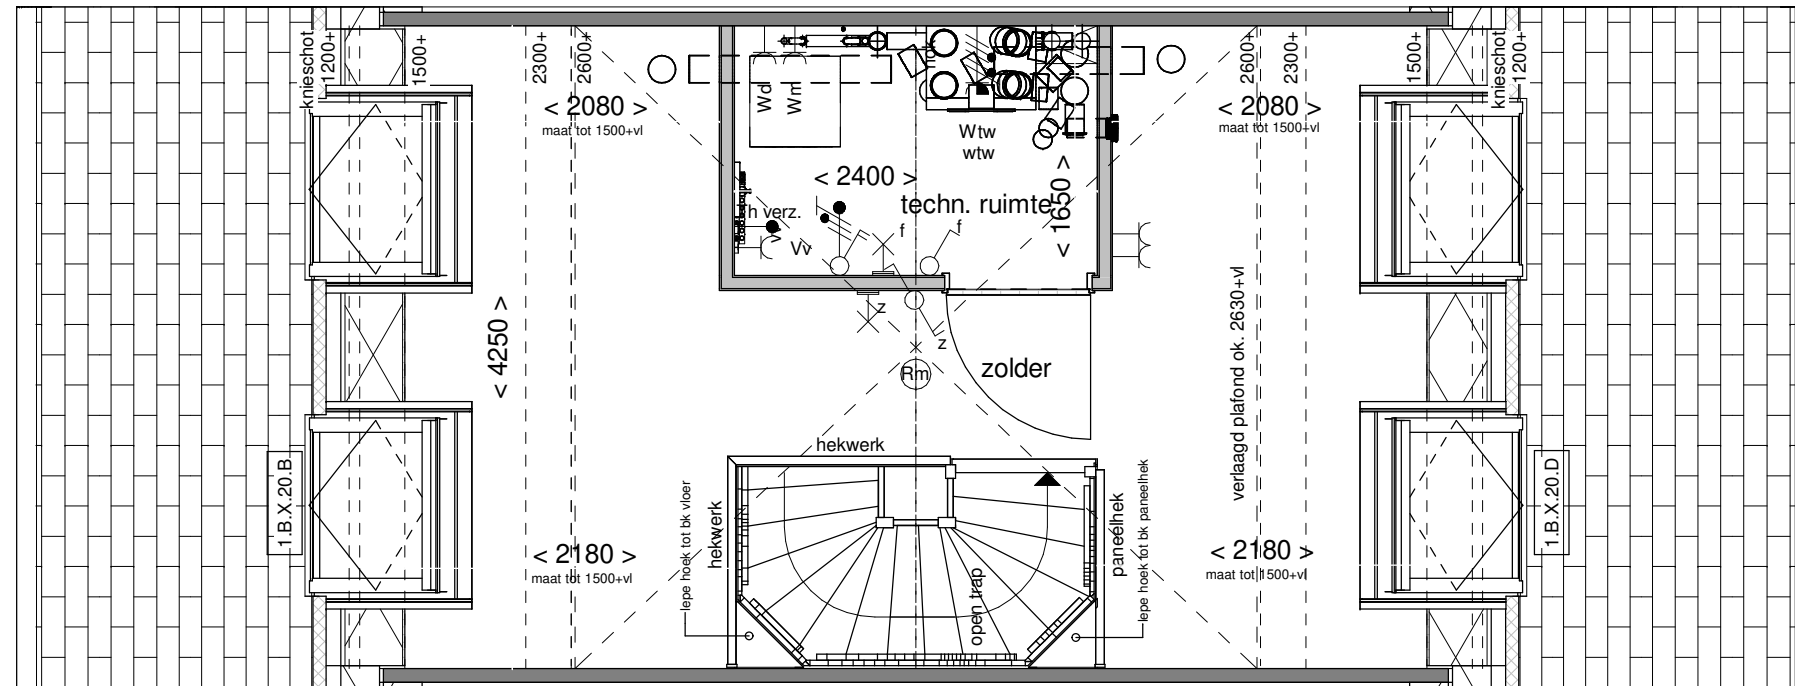 knieschot
1200+
1500+
2300+
2600+
2600+
2300+
1500+
knieschot
1200+
< 2080 >
maat tot 1500+vl
Wd
Wm
Wtw
wtw
< 2080 >
maat tot 1500+vl
< 2400 >
techn. ruimte
< 1650 >
h verz.
Vv
f
f
z
z
< 4250 >
Rm
zolder
verlaagd plafond ok. 2630+vl
hekwerk
hekwerk
lepe hoek tot bk vloer
open trap
paneelhek
lepe hoek tot bk paneelhek
1.B.X.20.B
1.B.X.20.D
< 2180 >
maat tot 1500+vl
< 2180 >
maat tot 1500+vl